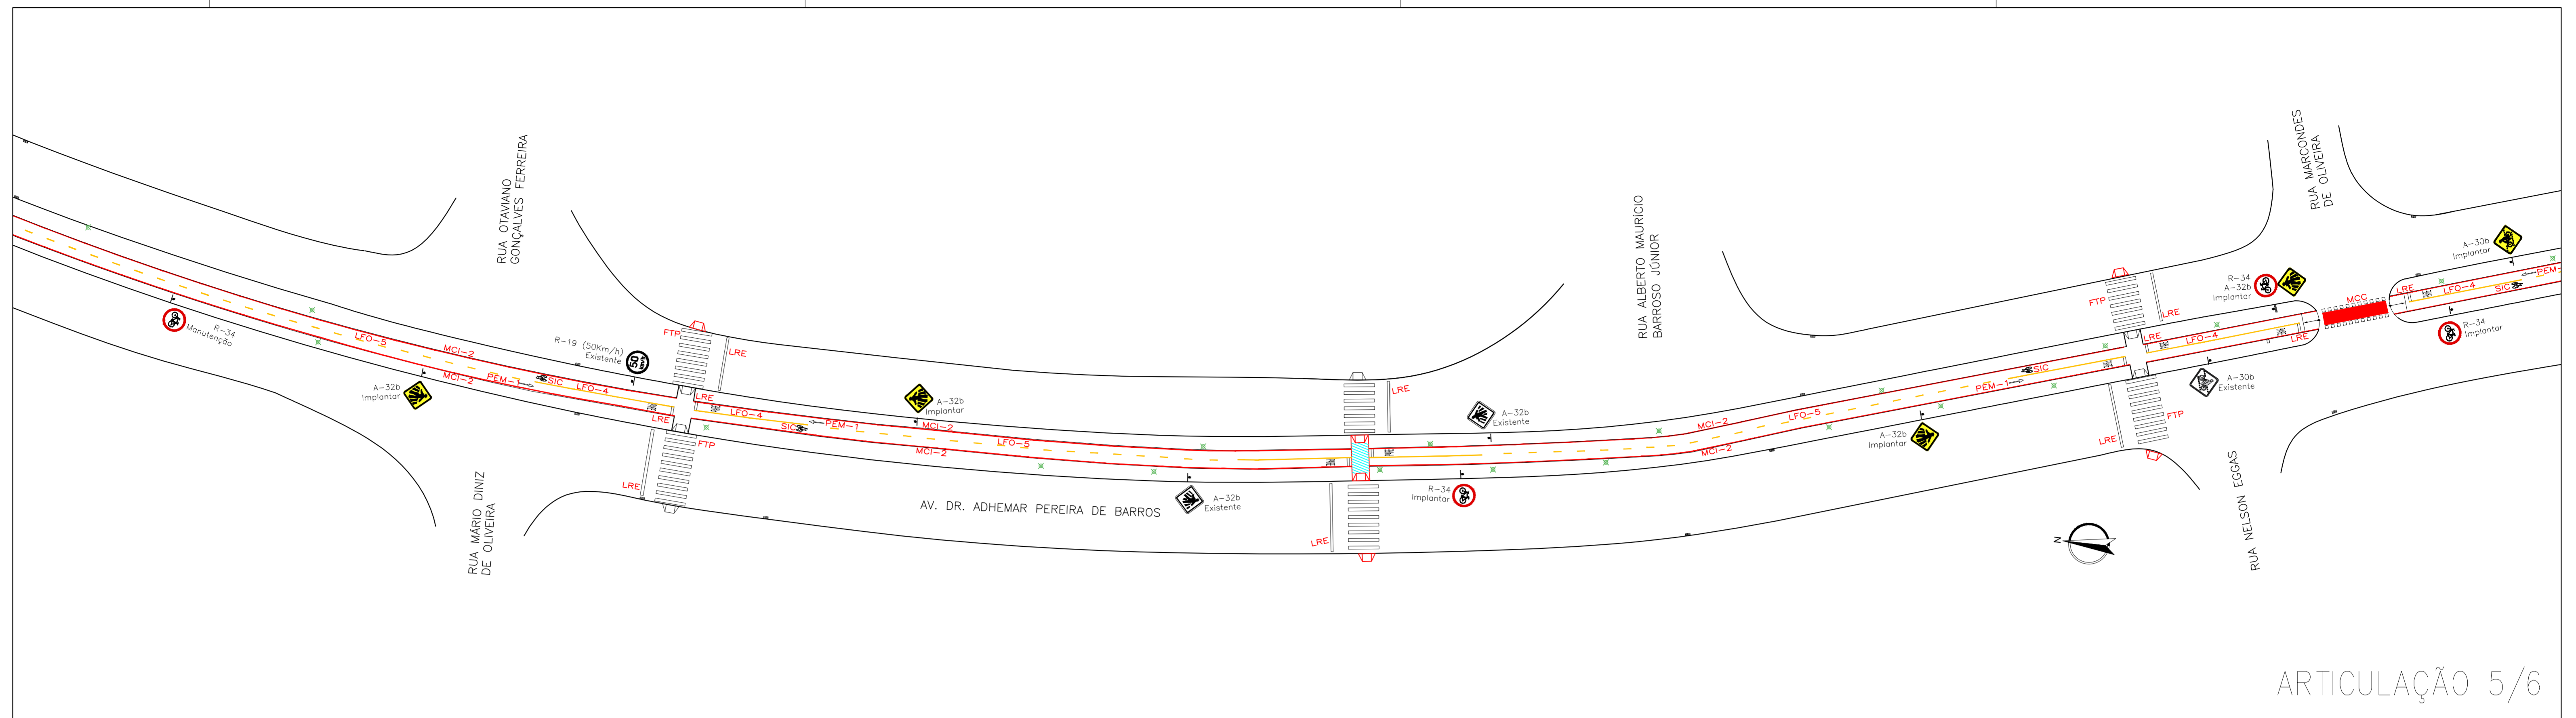 RUA OTAVIANO
GONÇALVES FERREIRA
RUA ALBERTO MAURÍCIO
BARROSO JÚNIOR
RUA MARCONDES
DE OLIVEIRA
R-34
Manutenção
A-32b
Implantar
LFO-5
MCI-2
MCI-2
PEM-1
SIC
LFO-4
R-19 (50Km/h)
Existente
50
FTP
LRE
LRE
LRE
LFO-4
FTP
LRE
SIC
PEM-1
A-32b
Implantar
MCI-2
MCI-2
LFO-5
A-32b
Existente
AV. DR. ADHEMAR PEREIRA DE BARROS
LRE
LRE
A-32b
Existente
R-34
Implantar
MCI-2
MCI-2
LFO-5
A-32b
Implantar
PEM-1
SIC
FTP
LRE
LRE
LFO-4
LRE
R-34
A-32b
Implantar
A-30b
Existente
FTP
LRE
MCC
LRE
LFO-4
SIC
PEM-
A-30b
Implantar
R-34
Implantar
RUA MÁRIO DINIZ
DE OLIVEIRA
RUA NELSON EGGAS
N
ARTICULAÇÃO 5/6